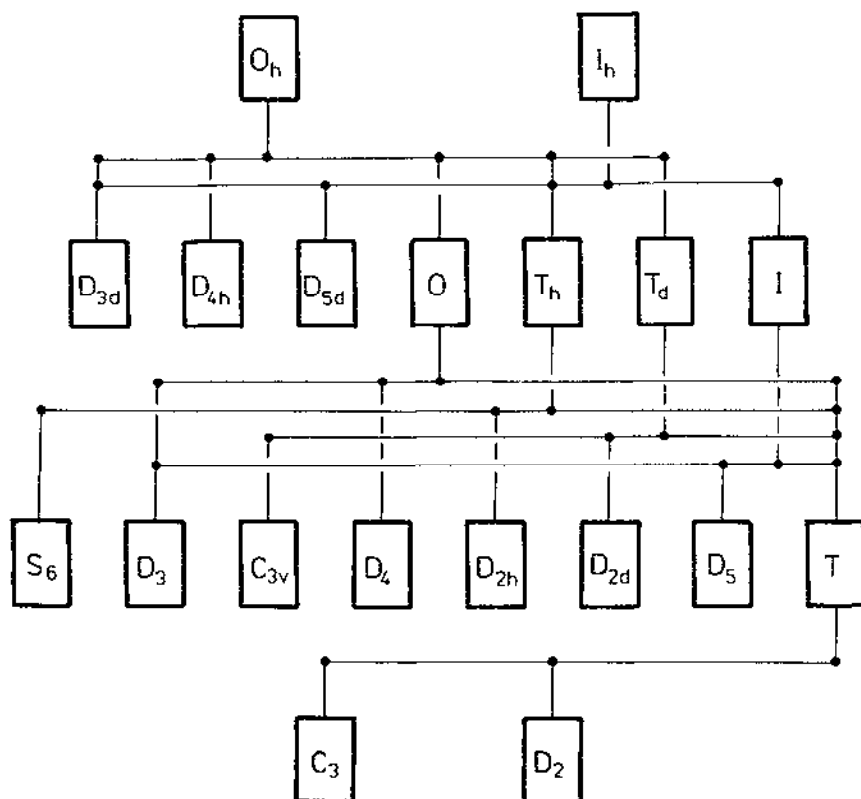 Oₕ Iₕ
D₃d D₄ₕ D₅d O Tₕ Td I
S₆ D₃ C₃ᵥ D₄ D₂ₕ D₂d D₅ T
C₃ D₂